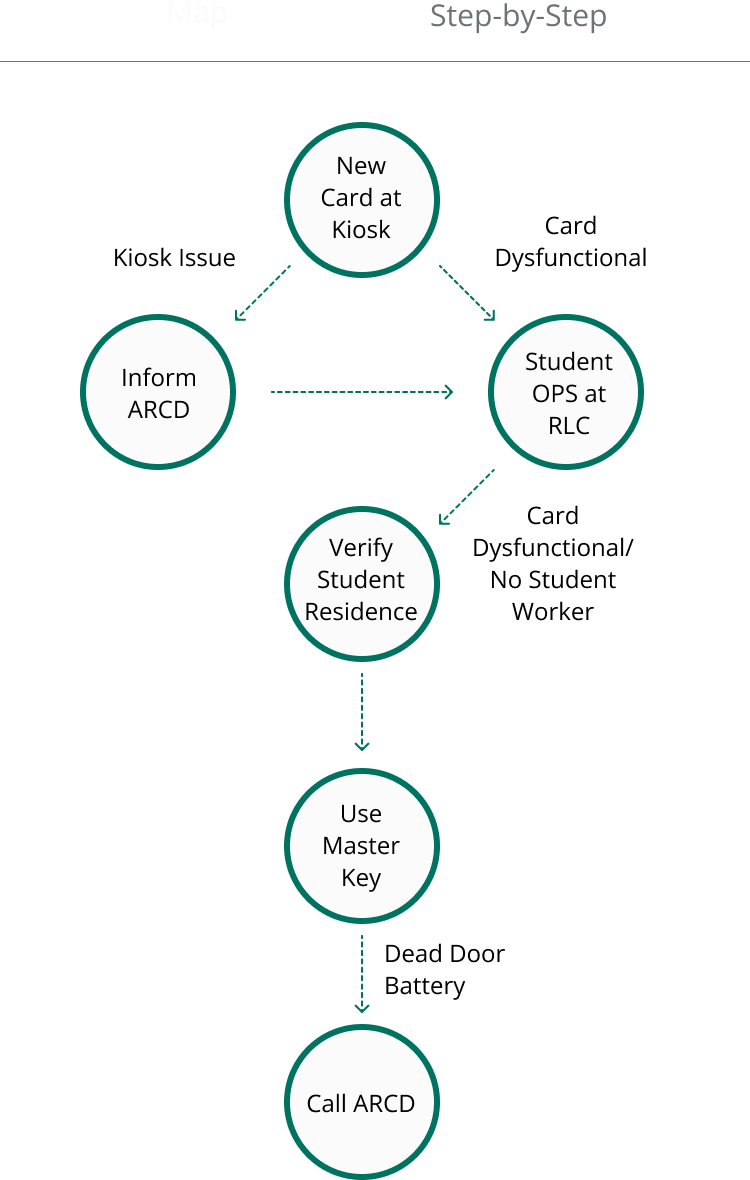 Map
Step-by-Step
New
Card at
Kiosk
Kiosk Issue
Card
Dysfunctional
Inform
ARCD
Student
OPS at
RLC
Verify
Student
Residence
Card
Dysfunctional/
No Student
Worker
Use
Master
Key
Dead Door
Battery
Call ARCD